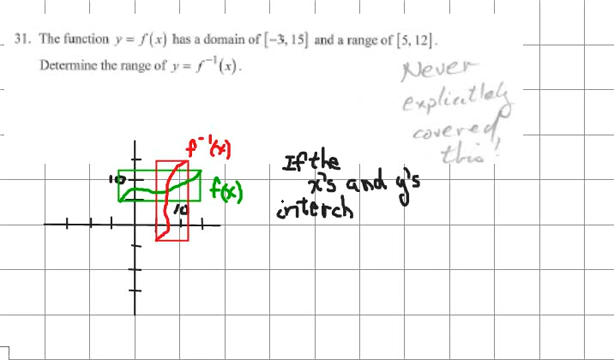 31. The function y = f(x) has a domain of [-3, 15] and a range of [5, 12].
Determine the range of y = f⁻¹(x).
Never
explicitley
covered
this!
f⁻¹(x)
10
f(x)
10
If the
x's and y's
interch